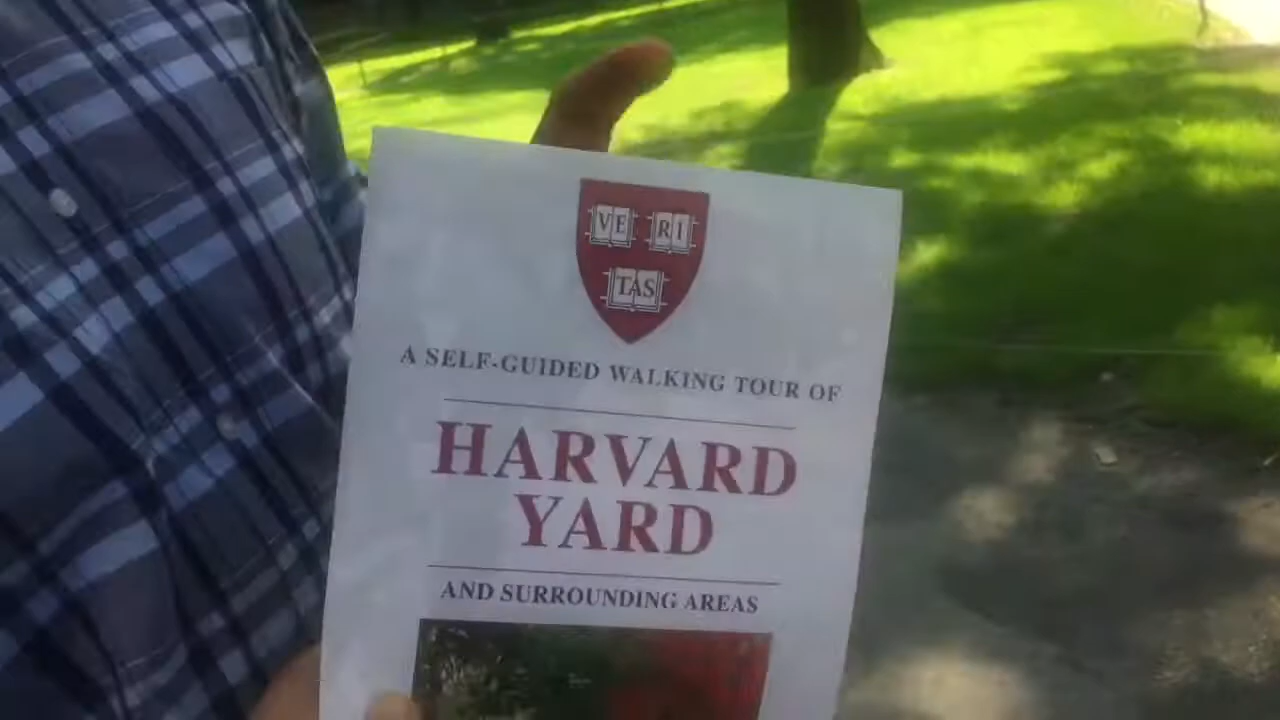 VE RI
TAS
A SELF-GUIDED WALKING TOUR OF
HARVARD
YARD
AND SURROUNDING AREAS